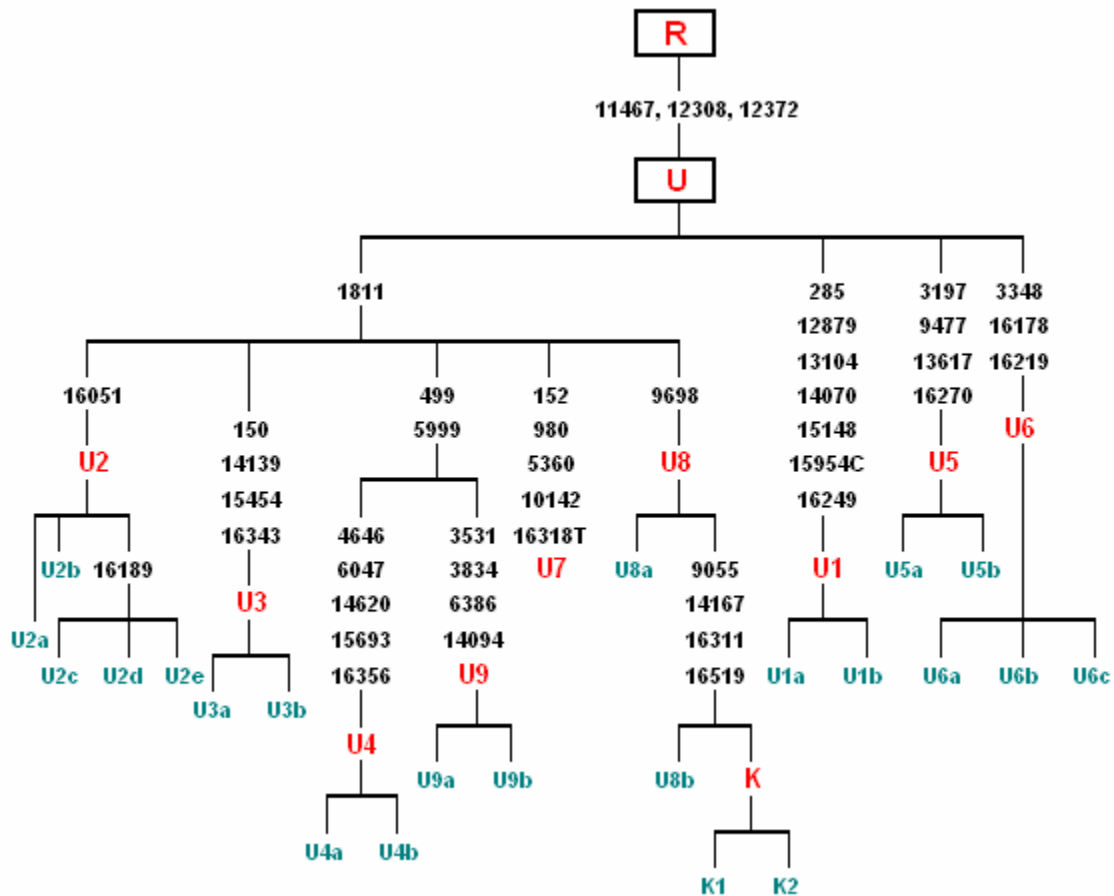 R
11467, 12308, 12372
U
1811 285 3197 3348
12879 9477 16178
13104 13617 16219
16051 499 152 9698 14070 16270 U6
150 5999 980 15148
U2 14139 5360 U8 15954C U5
15454 10142 16249
16343 4646 3531 16318T
U2b 16189 6047 3834 U7 U8a 9055 U1 U5a U5b
U3 14620 6386 14167
U2a 15693 14094 16311
U2c U2d U2e 16356 U9 16519 U1a U1b U6a U6b U6c
U3a U3b
U4
U9a U9b U8b K
U4a U4b
K1 K2